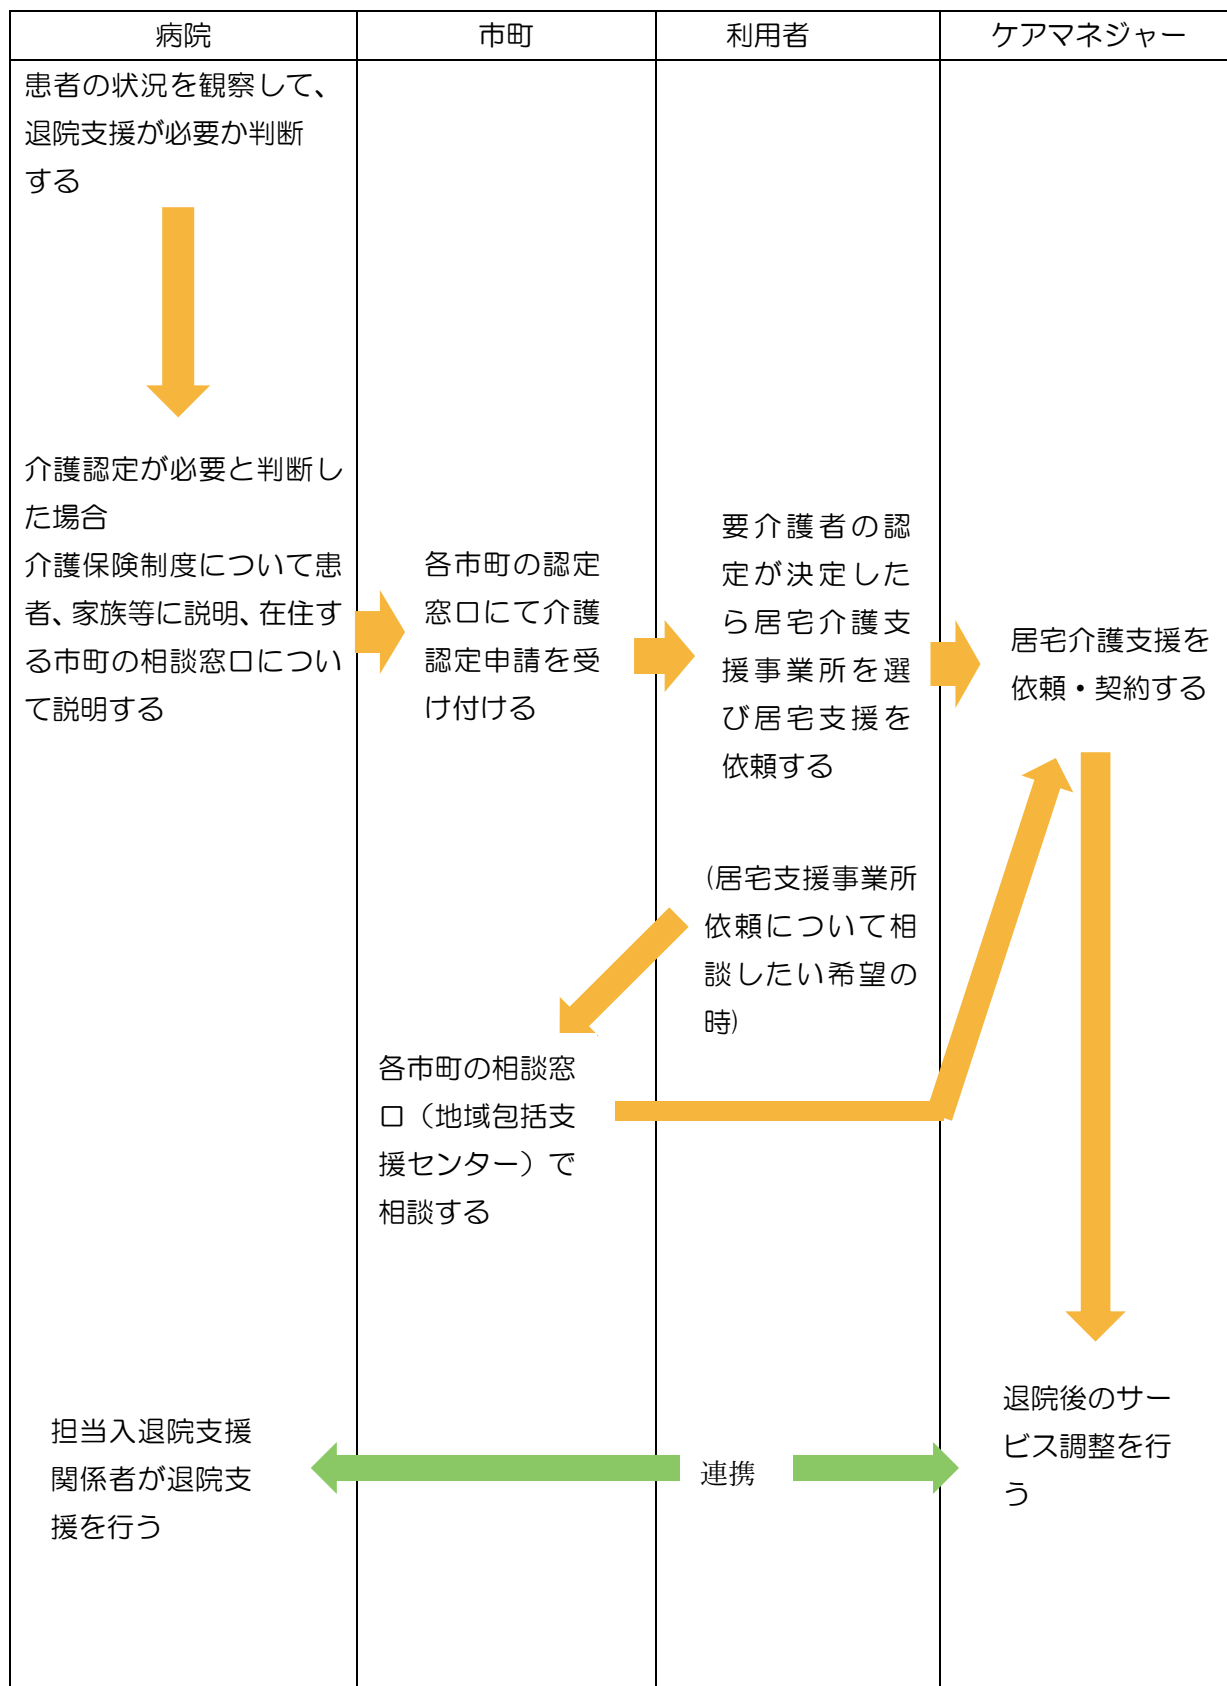 病院
市町
利用者
ケアマネジャー
患者の状況を観察して、
退院支援が必要か判断
する
介護認定が必要と判断し
た場合
介護保険制度について患
者、家族等に説明、在住す
る市町の相談窓口につい
て説明する
各市町の認定
窓口にて介護
認定申請を受
け付ける
要介護者の認
定が決定した
ら居宅介護支
援事業所を選
び居宅支援を
依頼する
居宅介護支援を
依頼・契約する
(居宅支援事業所
依頼について相
談したい希望の
時)
各市町の相談窓
口（地域包括支
援センター）で
相談する
担当入退院支援
関係者が退院支
援を行う
連携
退院後のサー
ビス調整を行
う